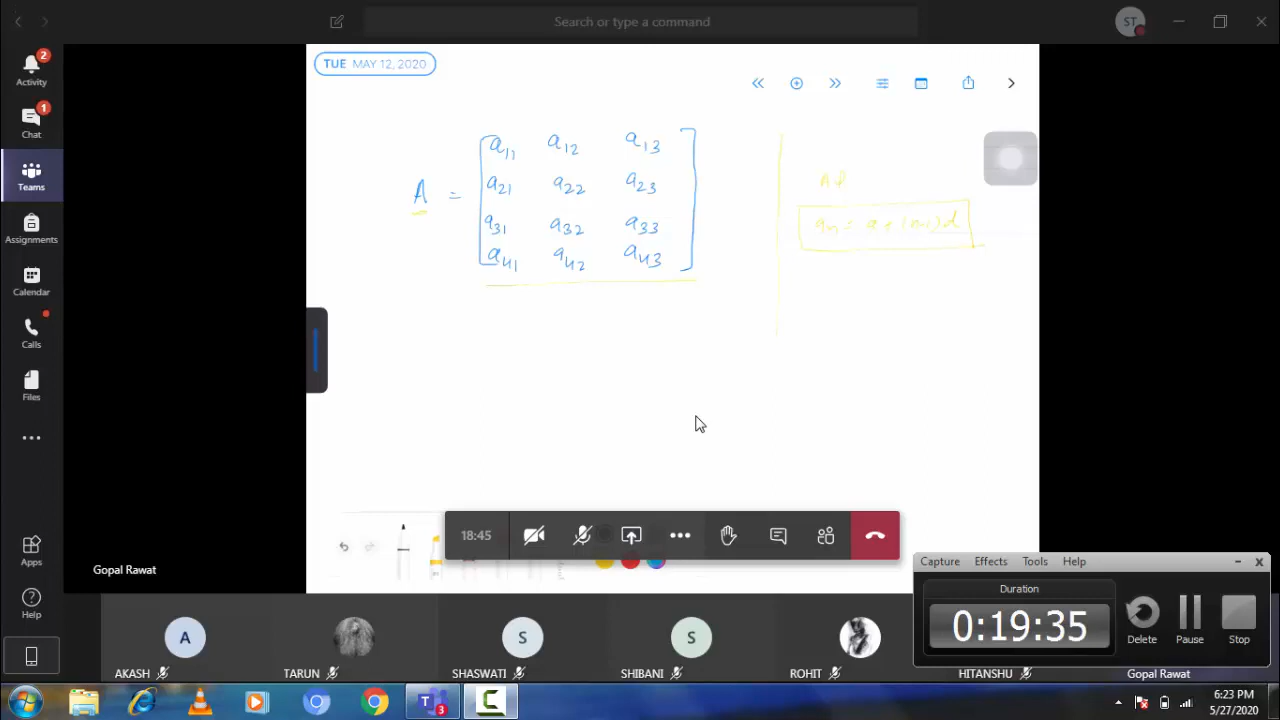 Search or type a command
ST
2
Activity
1
Chat
Teams
Assignments
Calendar
Calls
Files
Apps
Help
TUE MAY 12, 2020
A = [ a11 a12 a13
a21 a22 a23
a31 a32 a33
a41 a42 a43 ]
an = a + (n-1) d
18:45
Gopal Rawat
A
S
S
AKASH
TARUN
SHASWATI
SHIBANI
ROHIT
HITANSHU
Gopal Rawat
Capture Effects Tools Help
Duration
0:19:35
Delete Pause Stop
3
6:23 PM
5/27/2020